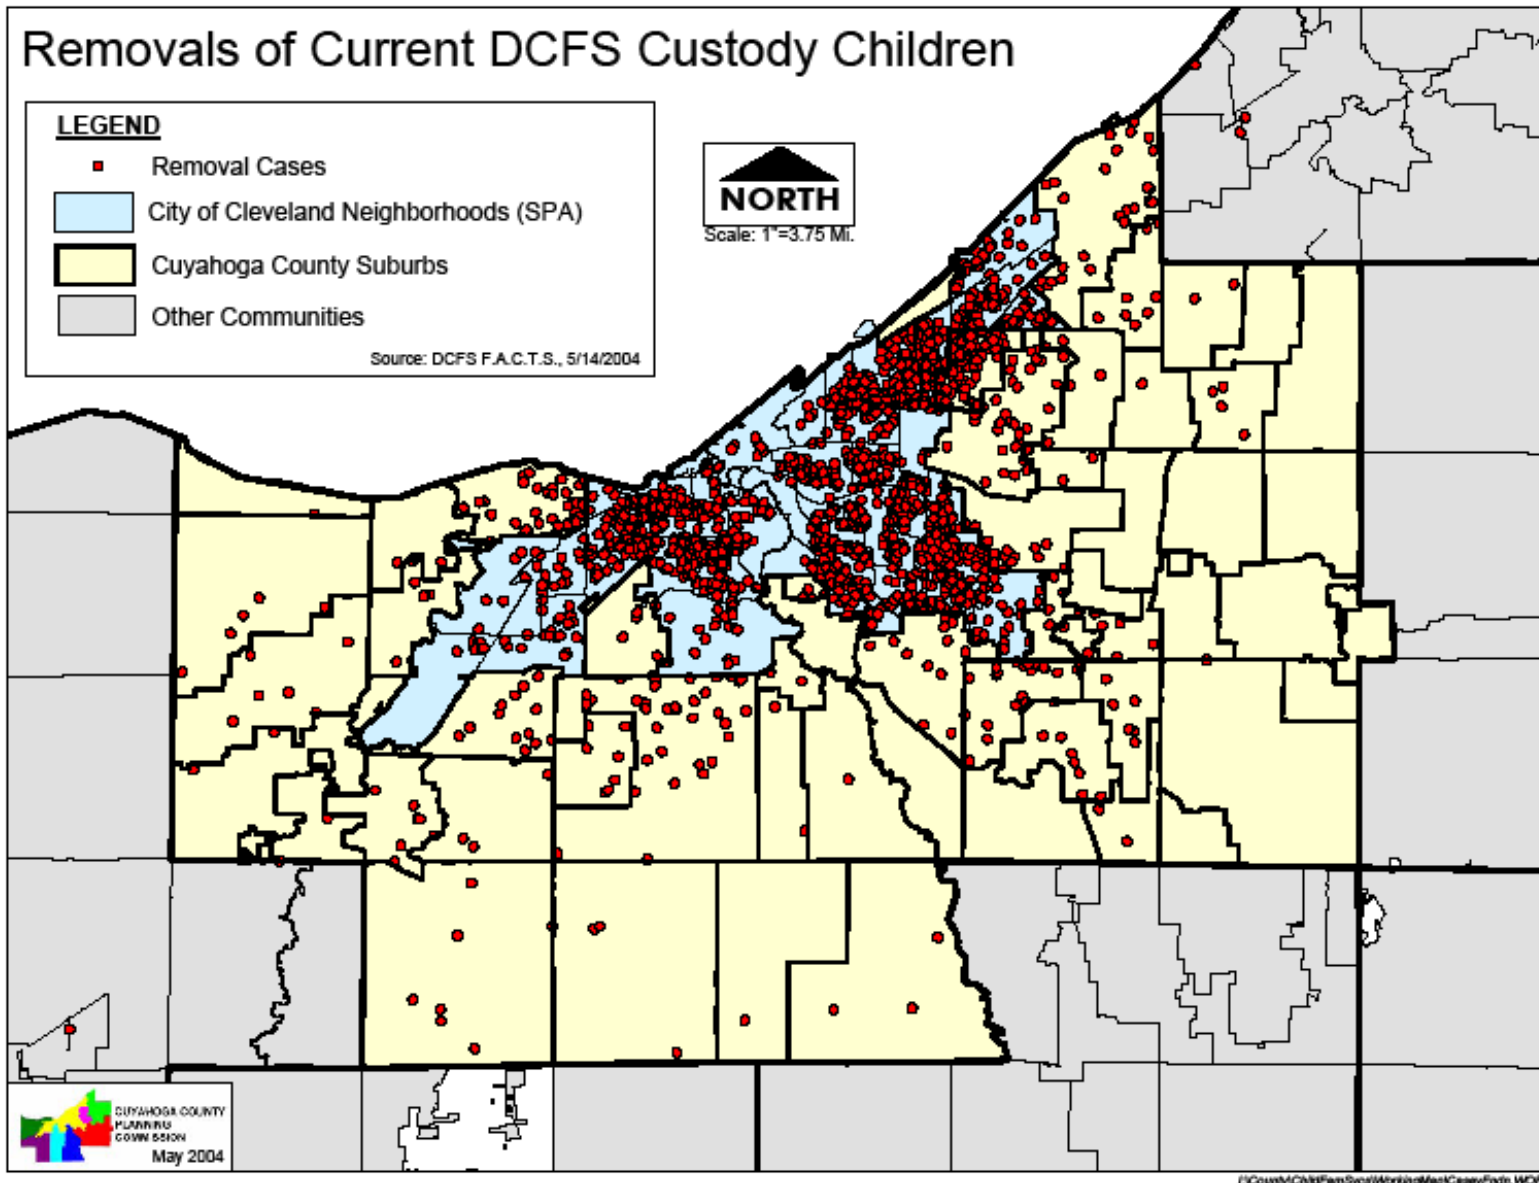 Removals of Current DCFS Custody Children
LEGEND
Removal Cases
City of Cleveland Neighborhoods (SPA)
Cuyahoga County Suburbs
Other Communities
Source: DCFS F.A.C.T.S., 5/14/2004
NORTH
Scale: 1"=3.75 Mi.
CUYAHOGA COUNTY
PLANNING
COMMISSION
May 2004